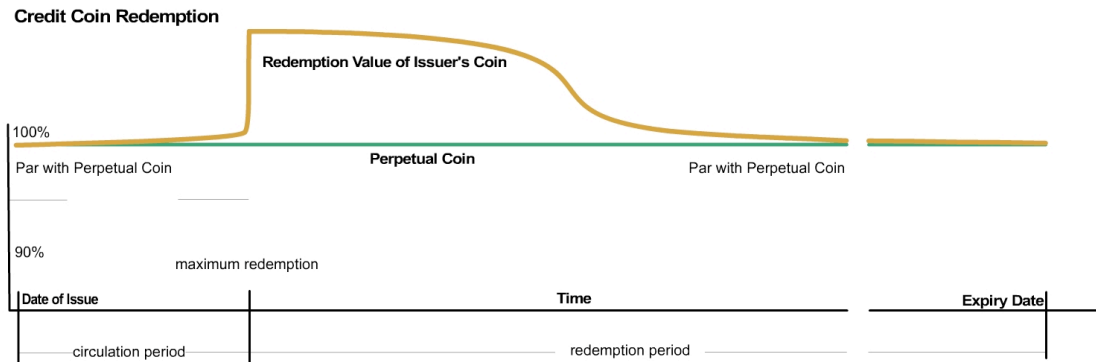 Credit Coin Redemption
Redemption Value of Issuer's Coin
100%
Perpetual Coin
Par with Perpetual Coin
Par with Perpetual Coin
90%
maximum redemption
Date of Issue
Time
Expiry Date
circulation period
redemption period